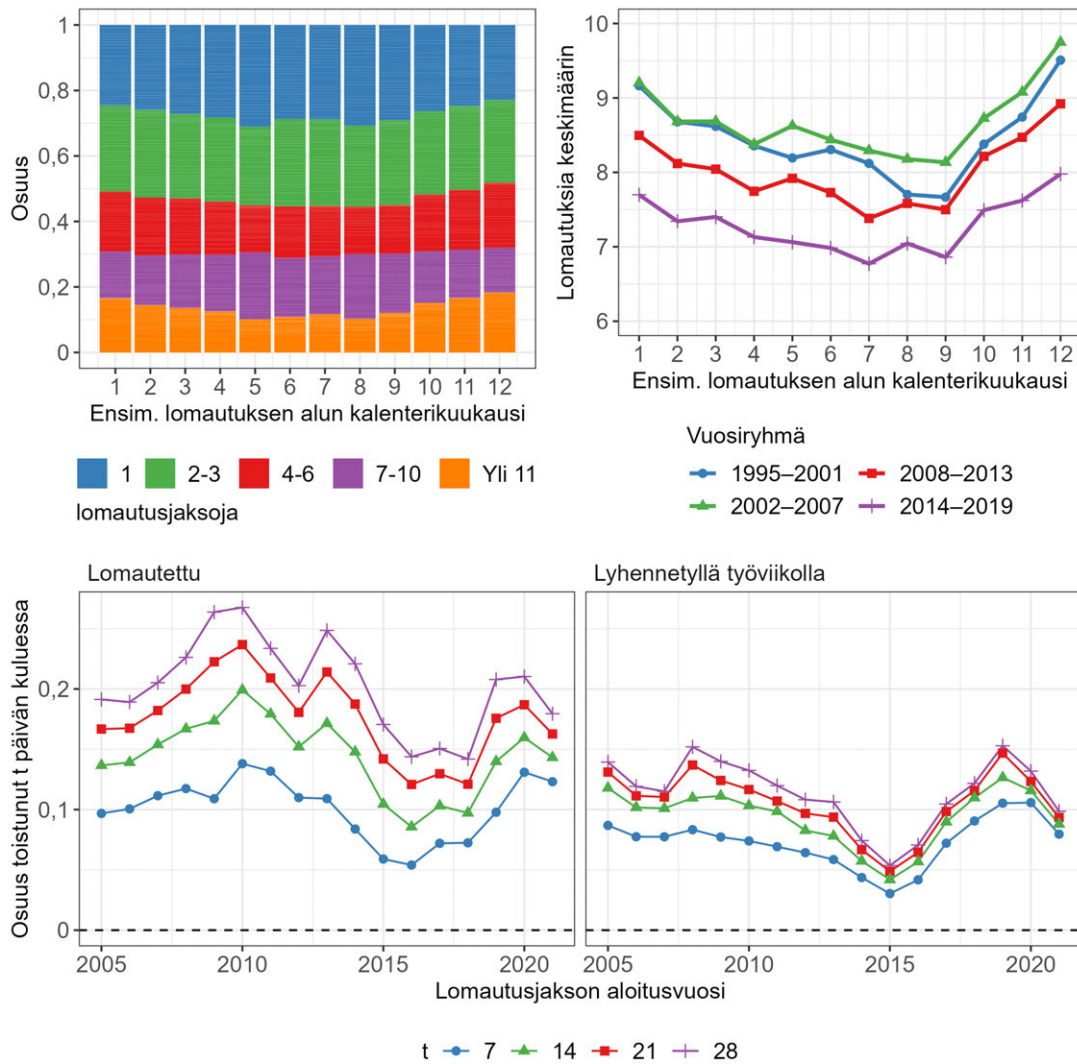 1
0,8
0,6
0,4
0,2
0
Osuus
1 2 3 4 5 6 7 8 9 10 11 12
Ensim. lomautuksen alun kalenterikuukausi
1 2-3 4-6 7-10 Yli 11
lomautusjaksoja
10
9
8
7
6
Lomautuksia keskimäärin
1 2 3 4 5 6 7 8 9 10 11 12
Ensim. lomautuksen alun kalenterikuukausi
Vuosiryhmä
1995–2001 2008–2013
2002–2007 2014–2019
Lomautettu
Lyhennetyllä työviikolla
0,2
0,1
0
Osuus toistunut t päivän kuluessa
2005 2010 2015 2020
2005 2010 2015 2020
Lomautusjakson aloitusvuosi
t 7 14 21 28